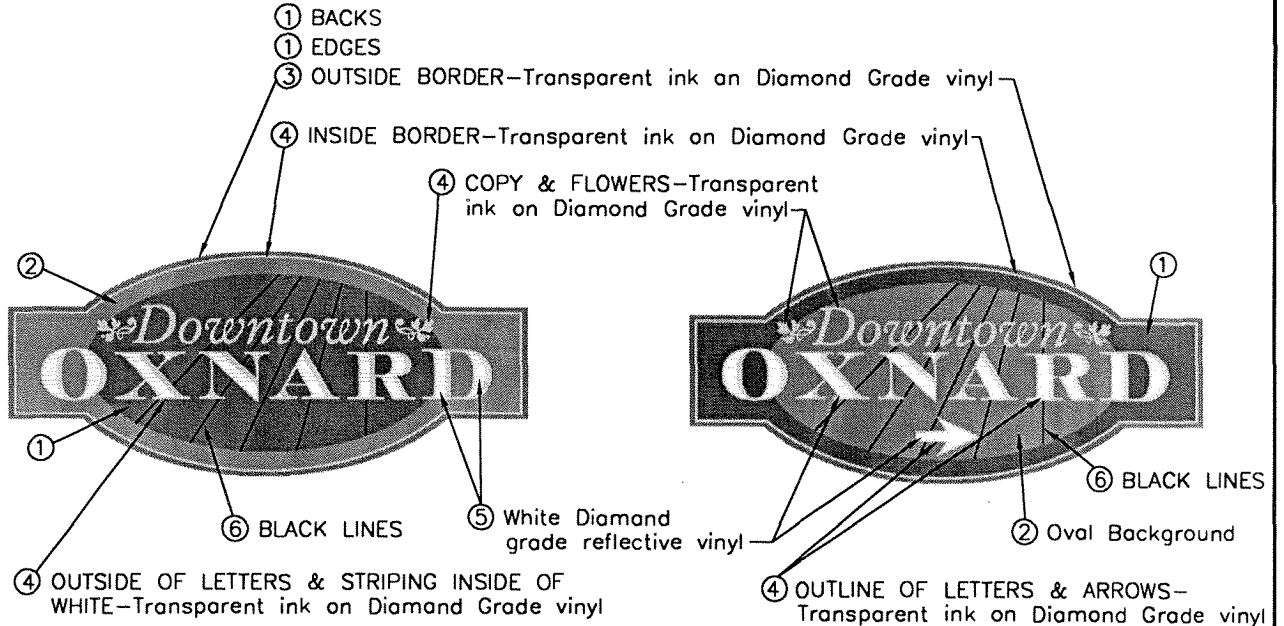 ① BACKS
① EDGES
③ OUTSIDE BORDER-Transparent ink an Diamond Grade vinyl
④ INSIDE BORDER-Transparent ink on Diamond Grade vinyl
④ COPY & FLOWERS-Transparent
ink on Diamond Grade vinyl
②
Downtown
OXNARD
①
⑥ BLACK LINES
④ OUTSIDE OF LETTERS & STRIPING INSIDE OF
WHITE-Transparent ink on Diamond Grade vinyl
⑤ White Diamand
grade reflective vinyl
①
Downtown
OXNARD
⑥ BLACK LINES
② Oval Background
④ OUTLINE OF LETTERS & ARROWS-
Transparent ink on Diamond Grade vinyl